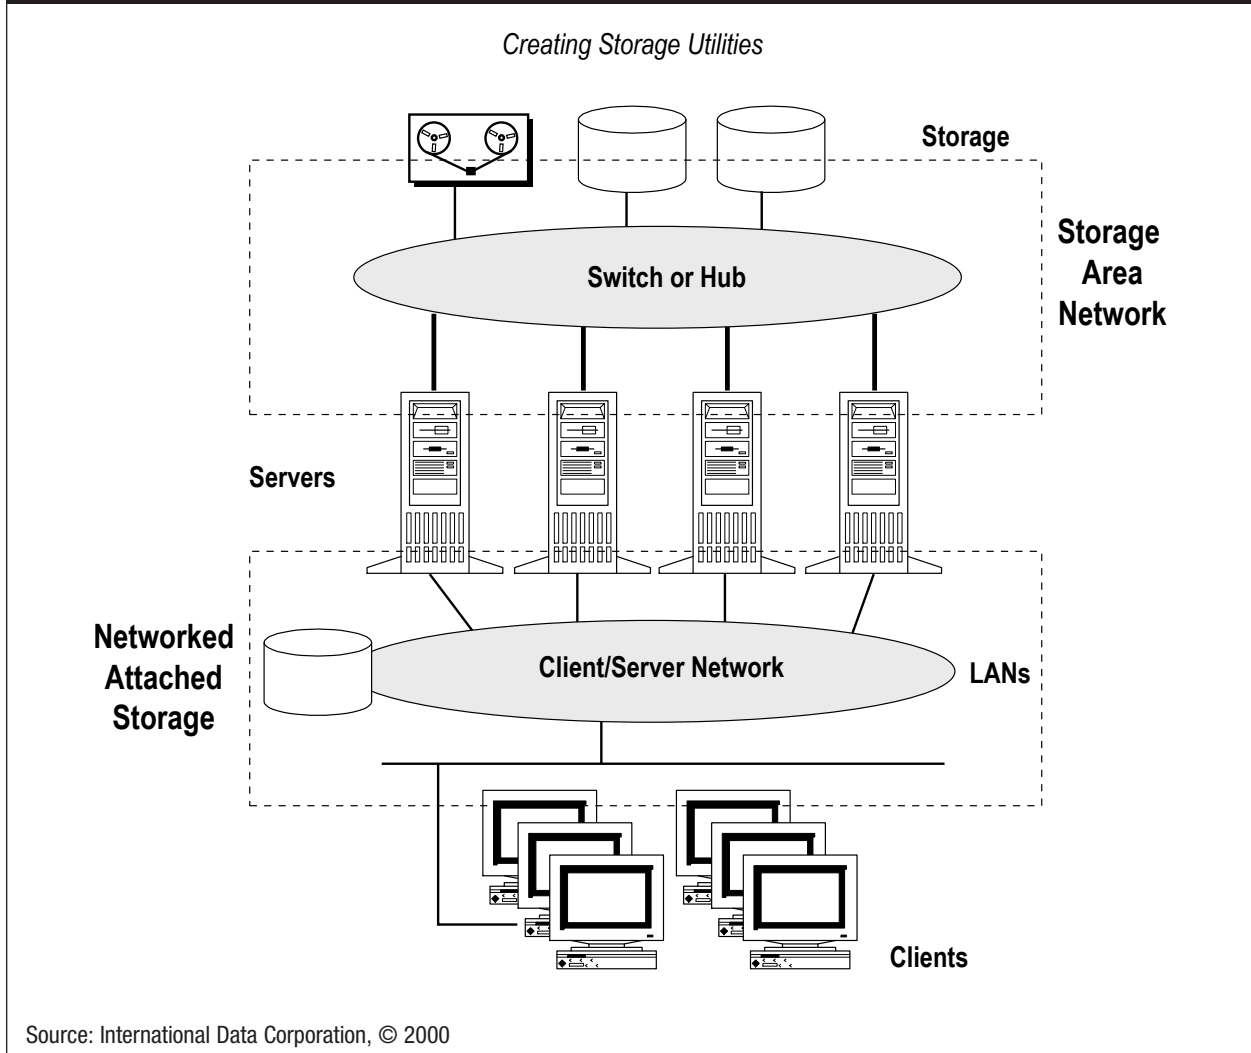 Creating Storage Utilities
Storage
Storage
Area
Network
Switch or Hub
Servers
Networked
Attached
Storage
Client/Server Network
LANs
Clients
Source: International Data Corporation, © 2000